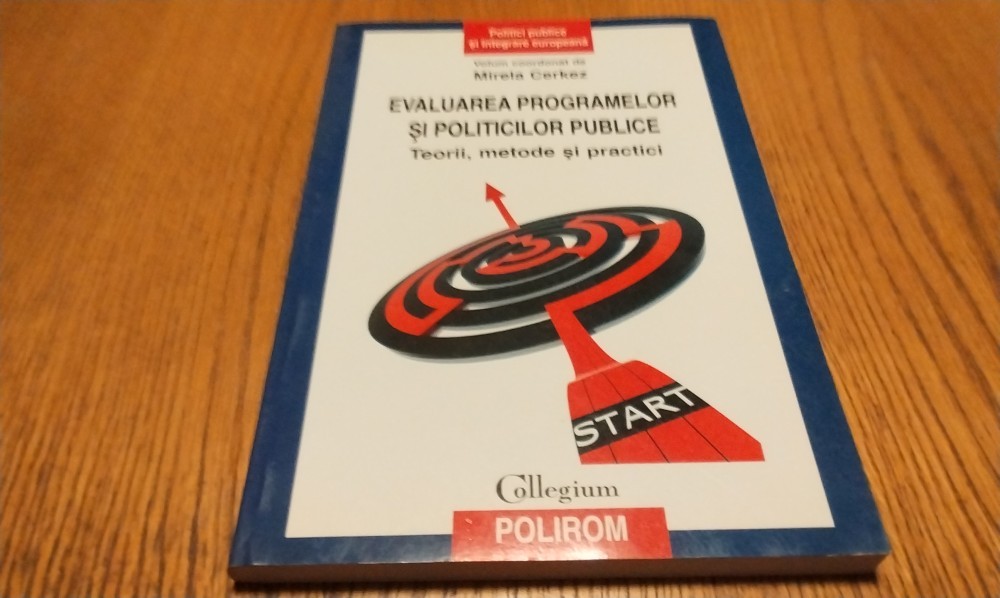 Politici publice
și integrare europeană
Volum coordonat de
Mirela Cerkez
EVALUAREA PROGRAMELOR
ȘI POLITICILOR PUBLICE
Teorii, metode și practici
START
Collegium
POLIROM